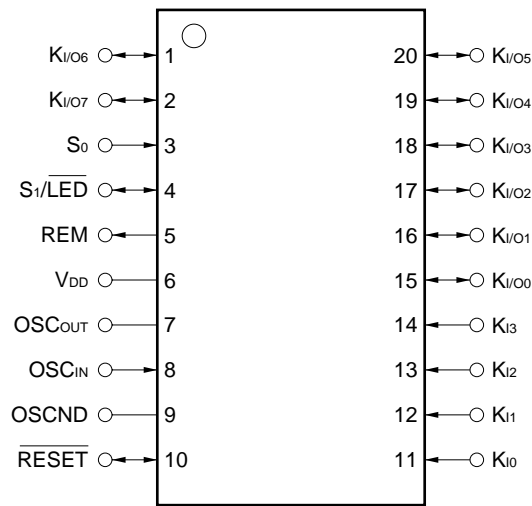 KI/O6 1 20 KI/O5
KI/O7 2 19 KI/O4
S0 3 18 KI/O3
S1/LED 4 17 KI/O2
REM 5 16 KI/O1
VDD 6 15 KI/O0
OSCOUT 7 14 KI3
OSCIN 8 13 KI2
OSCND 9 12 KI1
RESET 10 11 KI0